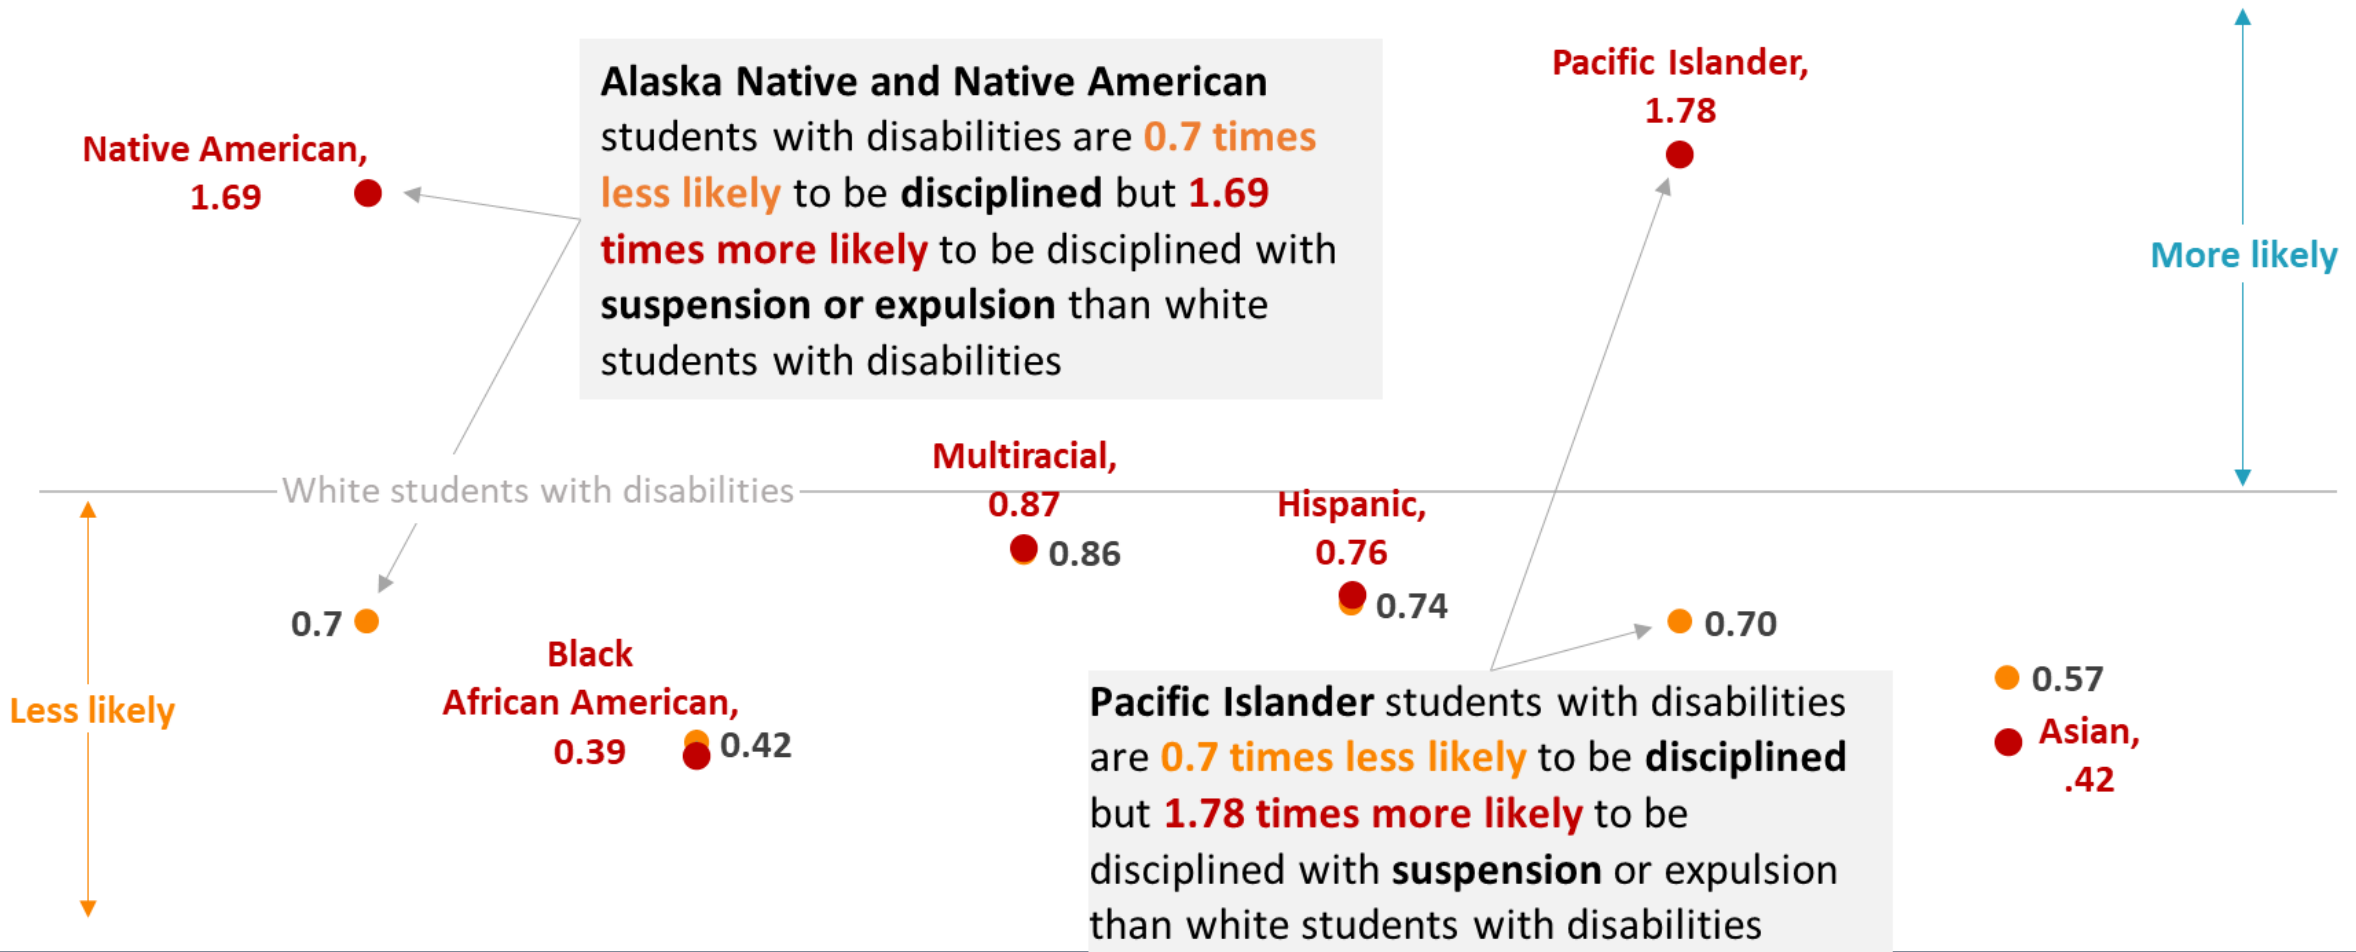 Native American,
1.69
Alaska Native and Native American
students with disabilities are 0.7 times
less likely to be disciplined but 1.69
times more likely to be disciplined with
suspension or expulsion than white
students with disabilities
Pacific Islander,
1.78
More likely
White students with disabilities
Multiracial,
0.87
0.86
Hispanic,
0.76
0.74
0.7
0.70
Less likely
Black
African American,
0.39
0.42
0.57
Asian,
.42
Pacific Islander students with disabilities
are 0.7 times less likely to be disciplined
but 1.78 times more likely to be
disciplined with suspension or expulsion
than white students with disabilities